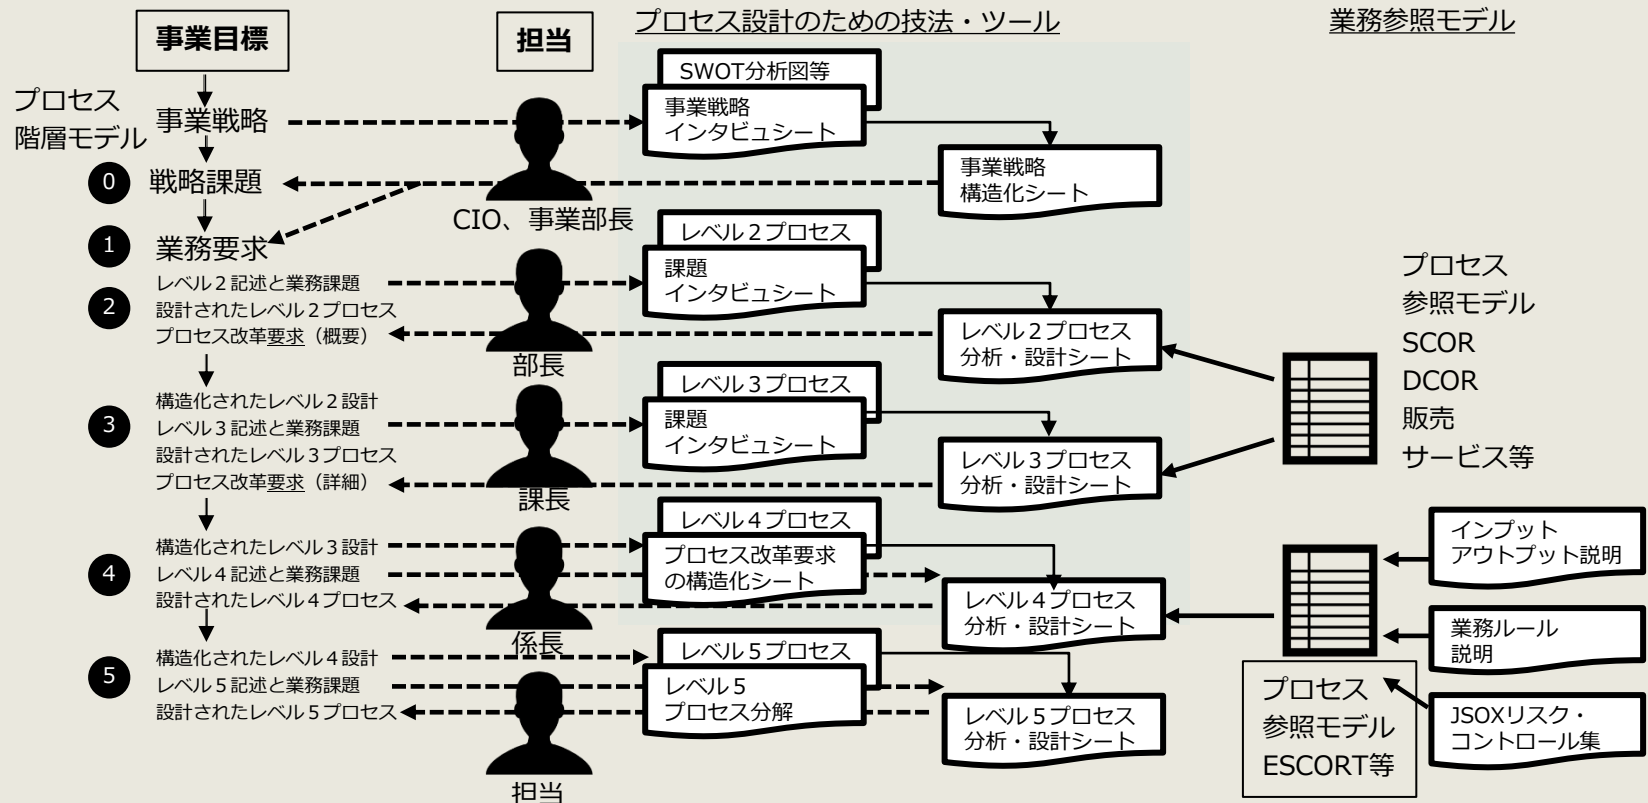 プロセス設計のための技法・ツール
業務参照モデル
事業目標
担当
プロセス
階層モデル
事業戦略
0
戦略課題
1
業務要求
2
レベル２記述と業務課題
設計されたレベル２プロセス
プロセス改革要求（概要）
3
構造化されたレベル２設計
レベル３記述と業務課題
設計されたレベル３プロセス
プロセス改革要求（詳細）
4
構造化されたレベル３設計
レベル４記述と業務課題
設計されたレベル４プロセス
5
構造化されたレベル４設計
レベル５記述と業務課題
設計されたレベル５プロセス
CIO、事業部長
部長
課長
係長
担当
SWOT分析図等
事業戦略
インタビュシート
事業戦略
構造化シート
レベル２プロセス
課題
インタビュシート
レベル２プロセス
分析・設計シート
レベル３プロセス
課題
インタビュシート
レベル３プロセス
分析・設計シート
レベル４プロセス
プロセス改革要求
の構造化シート
レベル４プロセス
分析・設計シート
レベル５プロセス
レベル５
プロセス分解
レベル５プロセス
分析・設計シート
プロセス
参照モデル
SCOR
DCOR
販売
サービス等
インプット
アウトプット説明
業務ルール
説明
JSOXリスク・
コントロール集
プロセス
参照モデル
ESCORT等